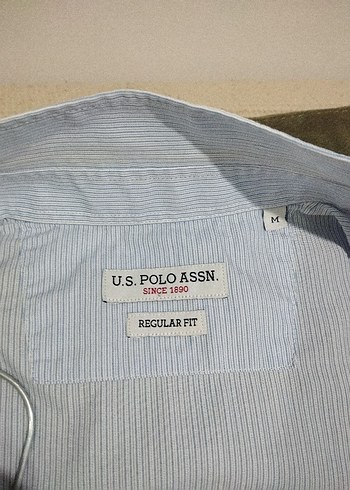 M
U.S. POLO ASSN.
SINCE 1890
REGULAR FIT